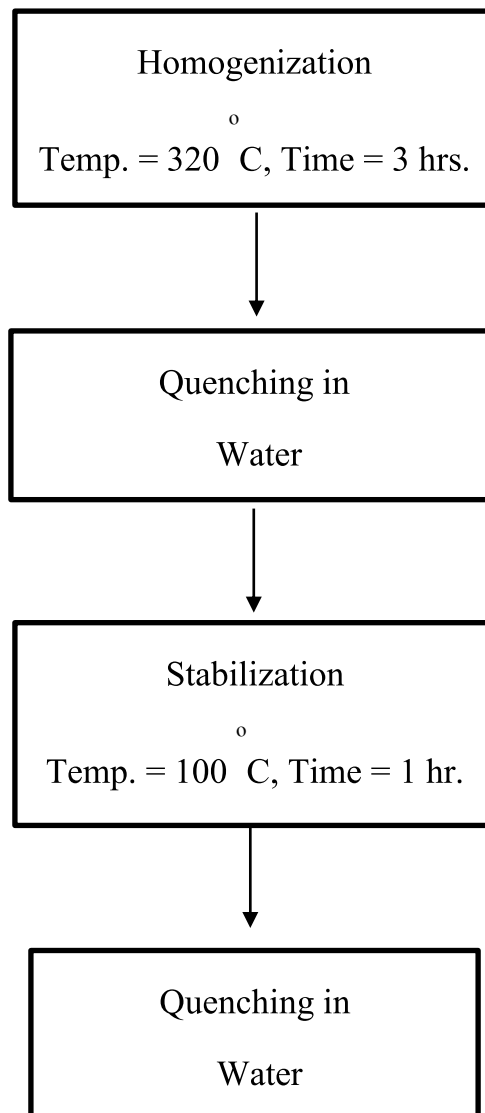 Homogenization
Temp. = 320 °C, Time = 3 hrs.
Quenching in
Water
Stabilization
Temp. = 100 °C, Time = 1 hr.
Quenching in
Water